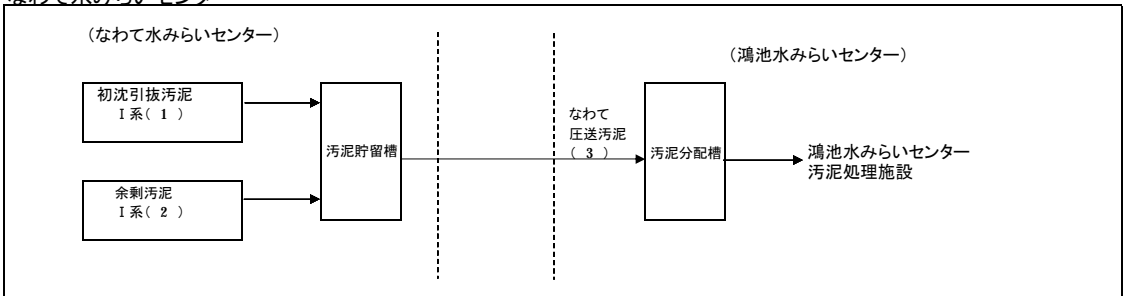 なわて水みらいセンター
（なわて水みらいセンター）
（鴻池水みらいセンター）
初沈引抜汚泥
Ⅰ系( 1 )
汚泥貯留槽
なわて
圧送汚泥
( 3 )
汚泥分配槽
鴻池水みらいセンター
汚泥処理施設
余剰汚泥
Ⅰ系( 2 )